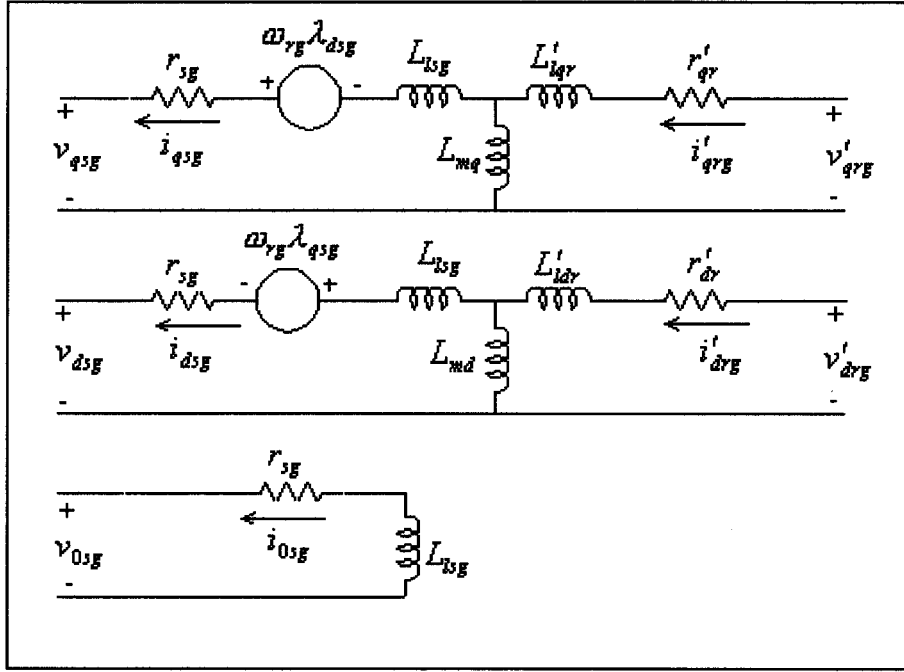 ω_rg λ_dsg
r_sg + - L_lsg L'_lqr r'_qr
+ i_qsg i'_qrg +
v_qsg L_mq v'_qrg
- -
ω_rg λ_qsg
r_sg - + L_lsg L'_ldr r'_dr
+ i_dsg i'_drg +
v_dsg L_md v'_drg
- -
r_sg
+ i_0sg
v_0sg L_lsg
-